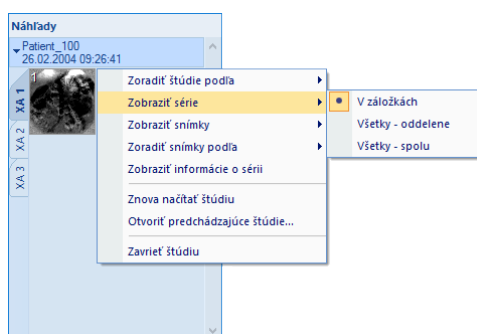 Náhľady
Patient_100
26.02.2004 09:26:41
1
XA 1
XA 2
XA 3
Zoradiť štúdie podľa
Zobraziť série
Zobraziť snímky
Zoradiť snímky podľa
Zobraziť informácie o sérii
Znova načítať štúdiu
Otvoriť predchádzajúce štúdie...
Zavrieť štúdiu
V záložkách
Všetky - oddelene
Všetky - spolu